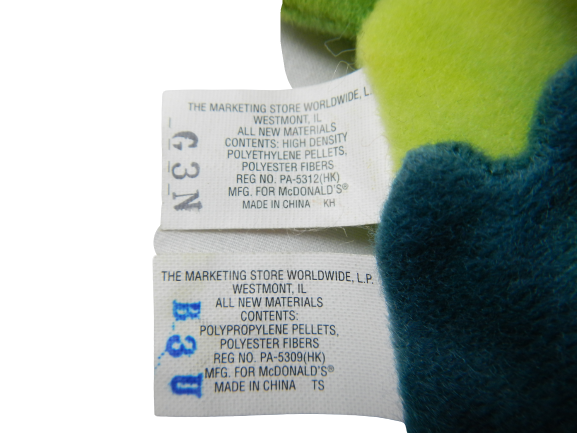 THE MARKETING STORE WORLDWIDE, L.P.
WESTMONT, IL
ALL NEW MATERIALS
CONTENTS: HIGH DENSITY
POLYETHYLENE PELLETS,
POLYESTER FIBERS
REG NO. PA-5312(HK)
MFG. FOR McDONALD'S®
MADE IN CHINA KH
G3N
THE MARKETING STORE WORLDWIDE, L.P.
WESTMONT, IL
ALL NEW MATERIALS
CONTENTS:
POLYPROPYLENE PELLETS,
POLYESTER FIBERS
REG NO. PA-5309(HK)
MFG. FOR McDONALD'S®
MADE IN CHINA TS
B3U